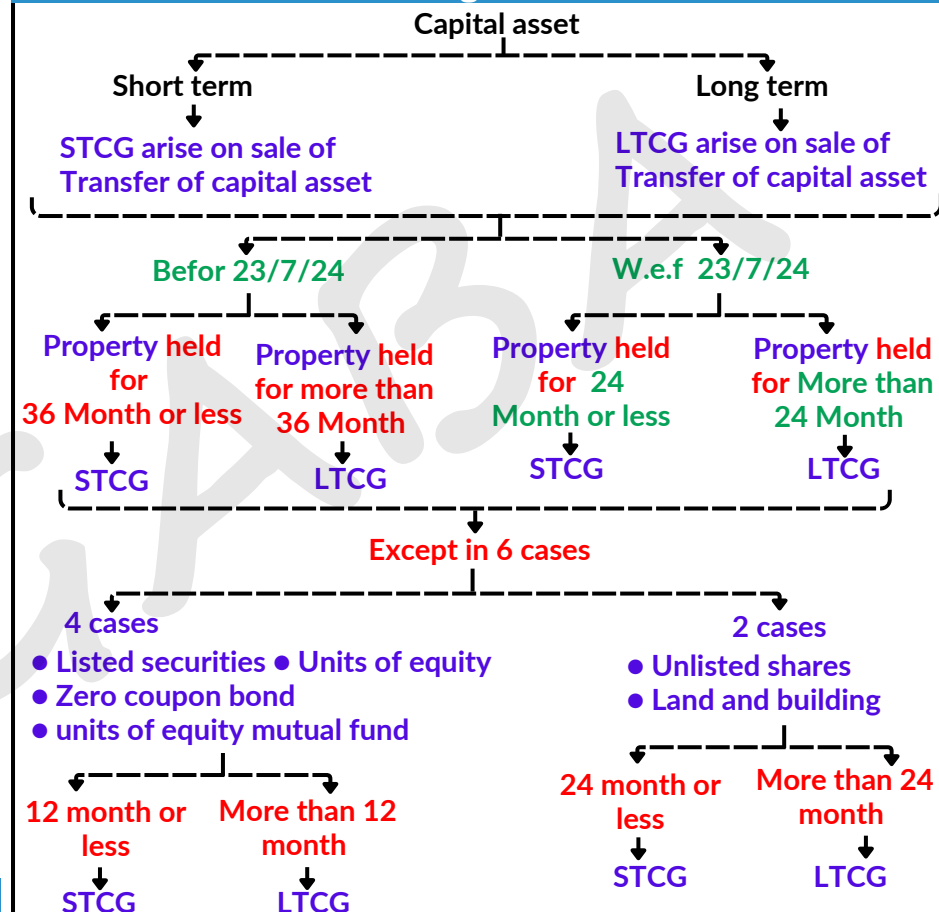 Capital asset
Short term
Long term
STCG arise on sale of
Transfer of capital asset
LTCG arise on sale of
Transfer of capital asset
Befor 23/7/24
W.e.f 23/7/24
Property held
for
36 Month or less
Property held
for more than
36 Month
Property held
for 24
Month or less
Property held
for More than
24 Month
STCG
LTCG
STCG
LTCG
Except in 6 cases
4 cases
● Listed securities ● Units of equity
● Zero coupon bond
● units of equity mutual fund
2 cases
● Unlisted shares
● Land and building
12 month or
less
More than 12
month
24 month or
less
More than 24
month
STCG
LTCG
STCG
LTCG
GABA